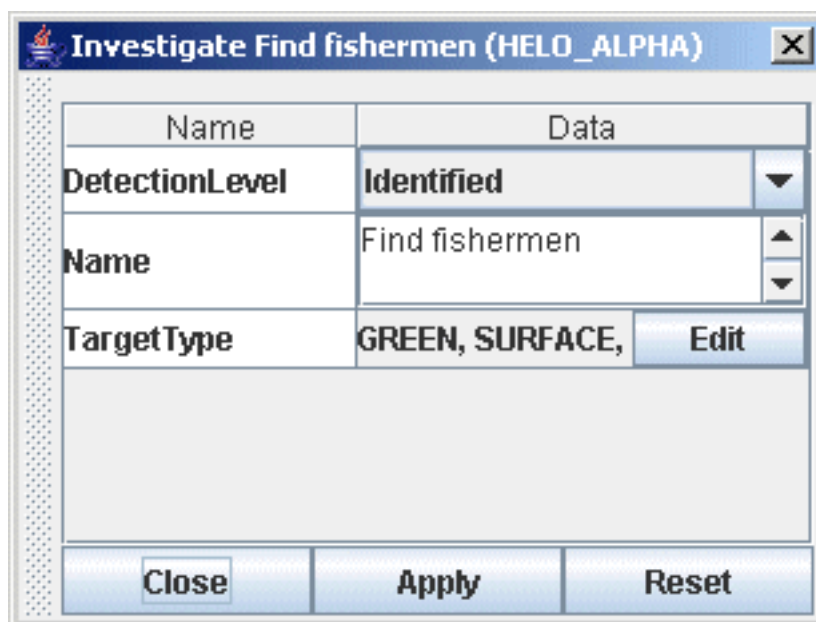 Investigate Find fishermen (HELO_ALPHA)
Name Data
DetectionLevel Identified
Name Find fishermen
TargetType GREEN, SURFACE, Edit
Close Apply Reset